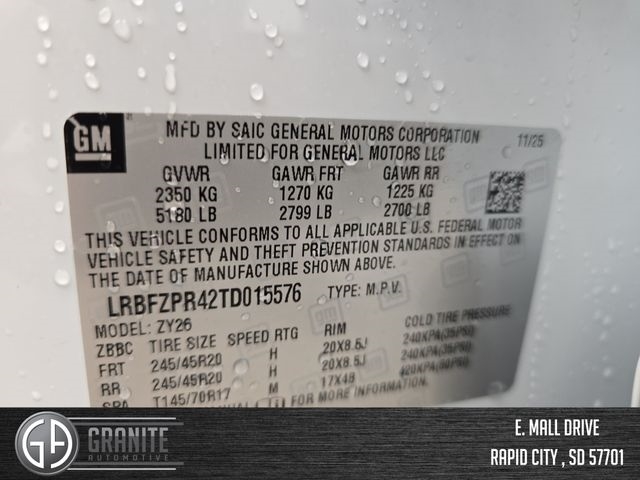 GM
MFD BY SAIC GENERAL MOTORS CORPORATION
LIMITED FOR GENERAL MOTORS LLC
11/25
GVWR GAWR FRT GAWR RR
2350 KG 1270 KG 1225 KG
5180 LB 2799 LB 2700 LB
THIS VEHICLE CONFORMS TO ALL APPLICABLE U.S. FEDERAL MOTOR
VEHICLE SAFETY AND THEFT PREVENTION STANDARDS IN EFFECT ON
THE DATE OF MANUFACTURE SHOWN ABOVE.
LRBFZPR42TD015576 TYPE: M.P.V.
MODEL: ZY26
ZBBC TIRE SIZE SPEED RTG RIM COLD TIRE PRESSURE
FRT 245/45R20 H 20X8.5J 240KPA(35PSI)
RR 245/45R20 H 20X8.5J 240KPA(35PSI)
SPA T145/70R17 M 17X4B 420KPA(60PSI)
FOR MORE INFORMATION
GA GRANITE
AUTOMOTIVE
E. MALL DRIVE
RAPID CITY , SD 57701